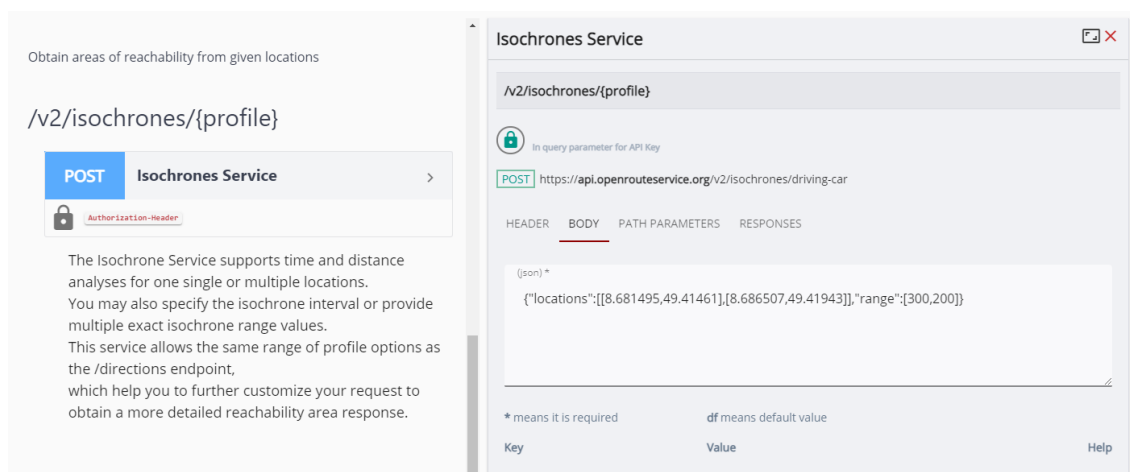 Obtain areas of reachability from given locations
/v2/isochrones/{profile}
POST Isochrones Service
Authorization-Header
The Isochrone Service supports time and distance
analyses for one single or multiple locations.
You may also specify the isochrone interval or provide
multiple exact isochrone range values.
This service allows the same range of profile options as
the /directions endpoint,
which help you to further customize your request to
obtain a more detailed reachability area response.
Isochrones Service
/v2/isochrones/{profile}
In query parameter for API Key
POST https://api.openrouteservice.org/v2/isochrones/driving-car
HEADER BODY PATH PARAMETERS RESPONSES
(json) *
{"locations":[[8.681495,49.41461],[8.686507,49.41943]],"range":[300,200]}
* means it is required df means default value
Key Value Help